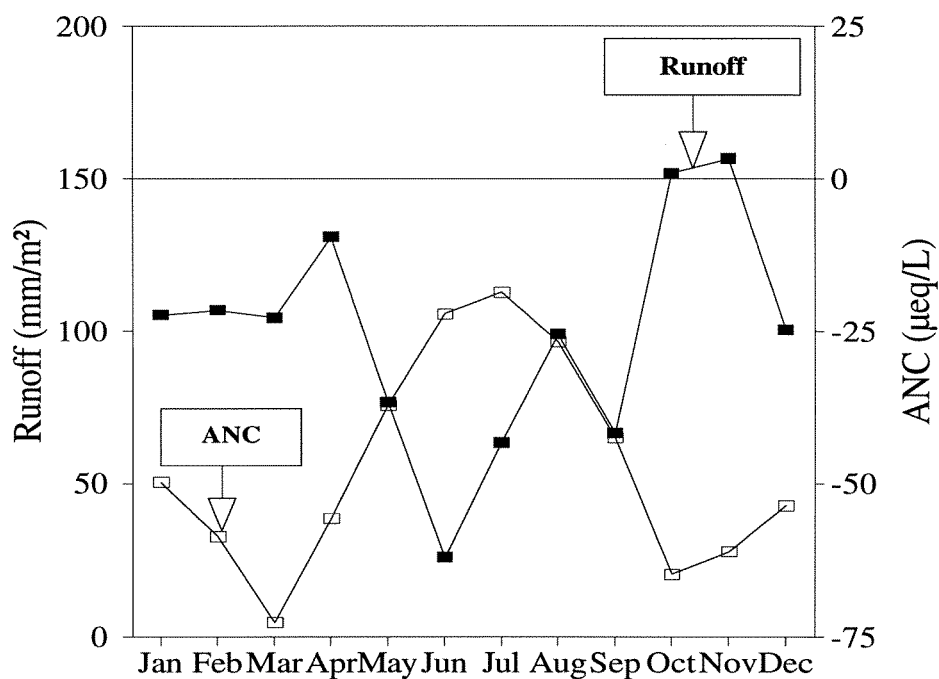 200
150
100
50
0
Runoff (mm/m²)
25
0
-25
-50
-75
ANC (µeq/L)
Runoff
ANC
Jan Feb Mar Apr May Jun Jul Aug Sep Oct Nov Dec